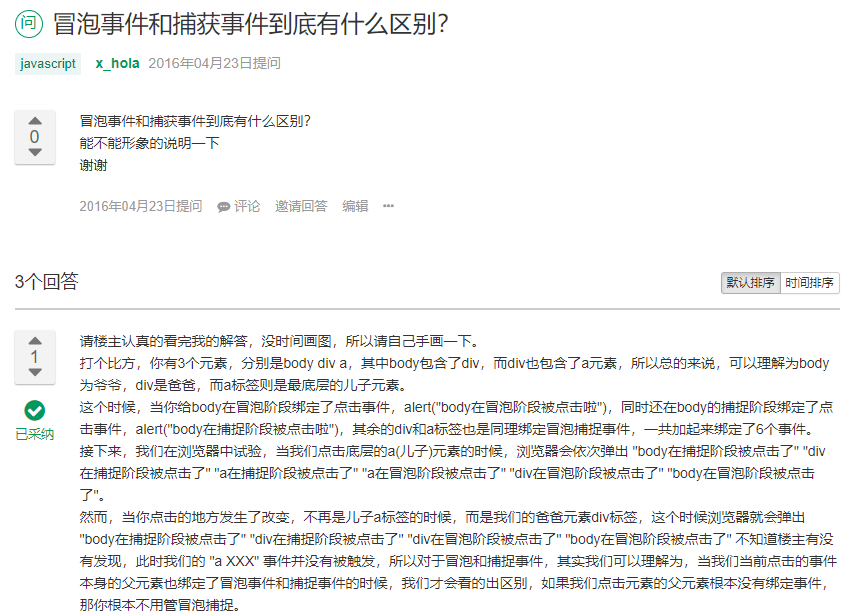 问 冒泡事件和捕获事件到底有什么区别?
javascript x_hola 2016年04月23日提问
0
冒泡事件和捕获事件到底有什么区别?
能不能形象的说明一下
谢谢
2016年04月23日提问 评论 邀请回答 编辑 •••
3个回答
默认排序 时间排序
1
已采纳
请楼主认真的看完我的解答，没时间画图，所以请自己手画一下。
打个比方，你有3个元素，分别是body div a，其中body包含了div，而div也包含了a元素，所以总的来说，可以理解为body
为爷爷，div是爸爸，而a标签则是最底层的儿子元素。
这个时候，当你给body在冒泡阶段绑定了点击事件，alert("body在冒泡阶段被点击啦")，同时还在body的捕捉阶段绑定了点
击事件，alert("body在捕捉阶段被点击啦")，其余的div和a标签也是同理绑定冒泡捕捉事件，一共加起来绑定了6个事件。
接下来，我们在浏览器中试验，当我们点击底层的a(儿子)元素的时候，浏览器会依次弹出 "body在捕捉阶段被点击了" "div
在捕捉阶段被点击了" "a在捕捉阶段被点击了" "a在冒泡阶段被点击了" "div在冒泡阶段被点击了" "body在冒泡阶段被点击
了"。
然而，当你点击的地方发生了改变，不再是儿子a标签的时候，而是我们的爸爸元素div标签，这个时候浏览器就会弹出
"body在捕捉阶段被点击了" "div在捕捉阶段被点击了" "div在冒泡阶段被点击了" "body在冒泡阶段被点击了" 不知道楼主有没
有发现，此时我们的 "a XXX" 事件并没有被触发，所以对于冒泡和捕捉事件，其实我们可以理解为，当我们当前点击的事件
本身的父元素也绑定了冒泡事件和捕捉事件的时候，我们才会看的出区别，如果我们点击元素的父元素根本没有绑定事件，
那你根本不用管冒泡捕捉。